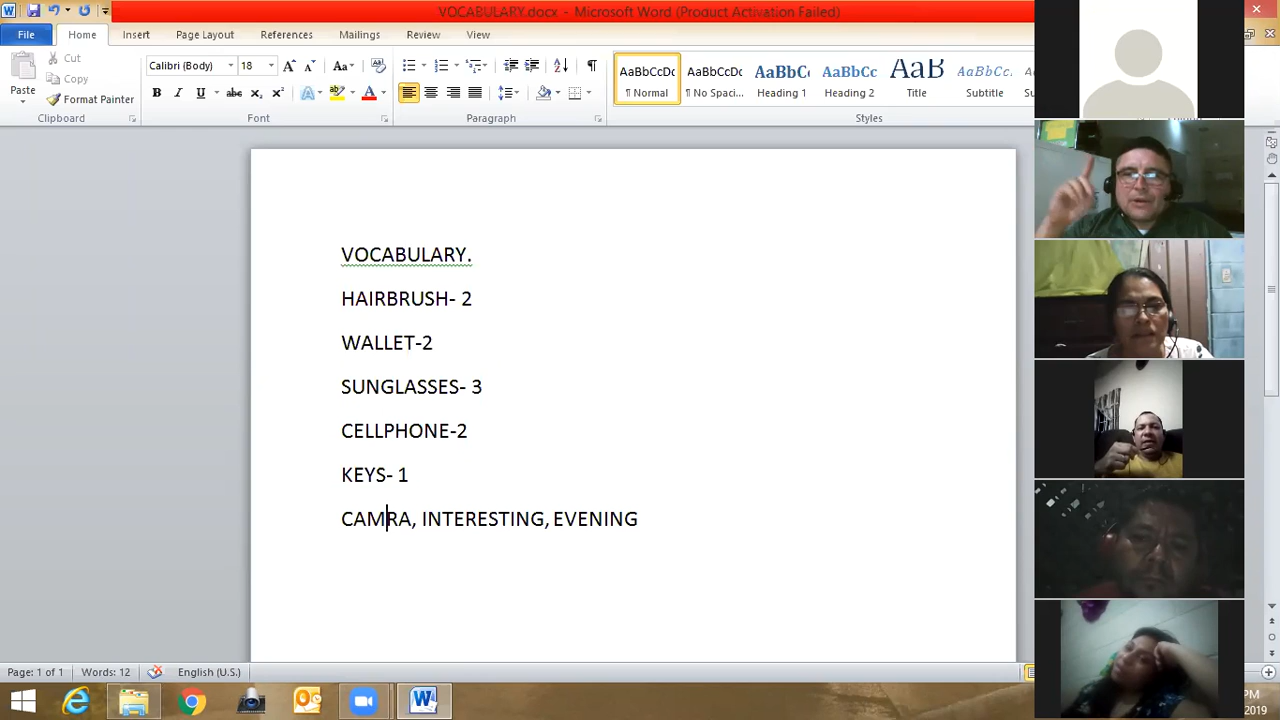 VOCABULARY.docx - Microsoft Word (Product Activation Failed)
File Home Insert Page Layout References Mailings Review View
Paste
Cut
Copy
Format Painter
Calibri (Body) 18
AaBbCcDc
¶ Normal
AaBbCcDc
¶ No Spaci...
AaBbC
Heading 1
AaBbCc
Heading 2
AaB
Title
AaBbCc.
Subtitle
Clipboard Font Paragraph Styles
VOCABULARY.
HAIRBRUSH- 2
WALLET-2
SUNGLASSES- 3
CELLPHONE-2
KEYS- 1
CAMRA, INTERESTING, EVENING
Page: 1 of 1 Words: 12 English (U.S.)
PM
2019